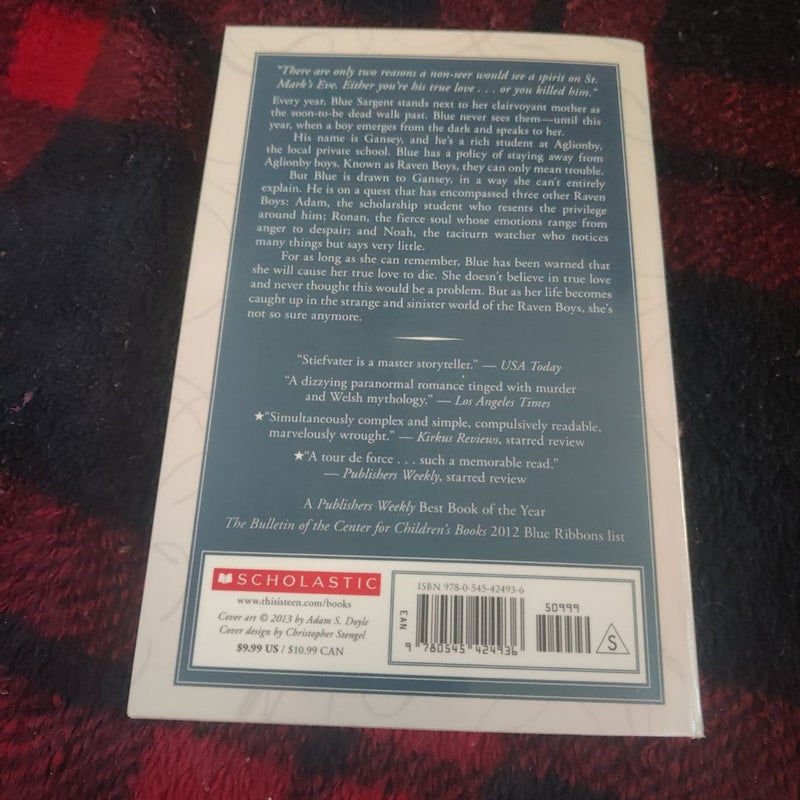 "There are only two reasons a non-seer would see a spirit on St.
Mark's Eve. Either you're his true love . . . or you killed him."
Every year, Blue Sargent stands next to her clairvoyant mother as
the soon-to-be dead walk past. Blue never sees them—until this
year, when a boy emerges from the dark and speaks to her.
His name is Gansey, and he's a rich student at Aglionby,
the local private school. Blue has a policy of staying away from
Aglionby boys. Known as Raven Boys, they can only mean trouble.
But Blue is drawn to Gansey, in a way she can't entirely
explain. He is on a quest that has encompassed three other Raven
Boys: Adam, the scholarship student who resents the privilege
around him; Ronan, the fierce soul whose emotions range from
anger to despair; and Noah, the taciturn watcher who notices
many things but says very little.
For as long as she can remember, Blue has been warned that
she will cause her true love to die. She doesn't believe in true love
and never thought this would be a problem. But as her life becomes
caught up in the strange and sinister world of the Raven Boys, she's
not so sure anymore.
"Stiefvater is a master storyteller." — USA Today
"A dizzying paranormal romance tinged with murder
and Welsh mythology." — Los Angeles Times
★"Simultaneously complex and simple, compulsively readable,
marvelously wrought." — Kirkus Reviews, starred review
★"A tour de force . . . such a memorable read."
— Publishers Weekly, starred review
A Publishers Weekly Best Book of the Year
The Bulletin of the Center for Children's Books 2012 Blue Ribbons list
SCHOLASTIC
www.thisisteen.com/books
Cover art © 2013 by Adam S. Doyle
Cover design by Christopher Stengel
$9.99 US / $10.99 CAN
ISBN 978-0-545-42493-6
50999
EAN
9 780545 424936
S